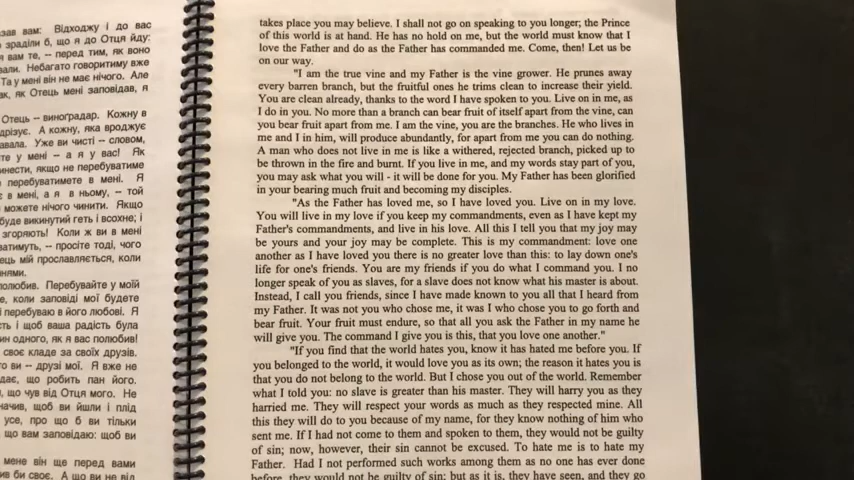 зав вам: Відходжу і до вас
зраділи б, що я до Отця йду:
я вам те, -- перед тим, як воно
вали. Небагато говоритиму вже
Та у мені він не має нічого. Але
ак, як Отець мені заповідав, я
Отець -- виноградар. Кожну в
дрізує. А кожну, яка вроджує
авала. Уже ви чисті -- словом,
те у мені -- а я у вас! Як
инести, якщо не перебуватиме
перебуватимете в мені. Я
є в мені, а я в ньому, -- той
можете нічого чинити. Якщо
буде викинутий геть і всохне; і
згоряють! Коли ж ви в мені
ватимуть, -- просіте тоді, чого
ець мій прославляється, коли
нями.
полюбив. Перебувайте у моїй
е, коли заповіді мої будете
і перебуваю в його любові. Я
сть і щоб ваша радість була
ин одного, як я вас полюбив!
своє кладе за своїх друзів.
го ви -- друзі мої. Я вже не
дає, що робить пан його.
, що чув від Отця мого. Не
начив, щоб ви йшли і плід
усе, про що б ви тільки
що вам заповідаю: щоб ви
мене він ще перед вами
ив би своє. А що ви не від
takes place you may believe. I shall not go on speaking to you longer; the Prince
of this world is at hand. He has no hold on me, but the world must know that I
love the Father and do as the Father has commanded me. Come, then! Let us be
on our way.
"I am the true vine and my Father is the vine grower. He prunes away
every barren branch, but the fruitful ones he trims clean to increase their yield.
You are clean already, thanks to the word I have spoken to you. Live on in me, as
I do in you. No more than a branch can bear fruit of itself apart from the vine, can
you bear fruit apart from me. I am the vine, you are the branches. He who lives in
me and I in him, will produce abundantly, for apart from me you can do nothing.
A man who does not live in me is like a withered, rejected branch, picked up to
be thrown in the fire and burnt. If you live in me, and my words stay part of you,
you may ask what you will - it will be done for you. My Father has been glorified
in your bearing much fruit and becoming my disciples.
"As the Father has loved me, so I have loved you. Live on in my love.
You will live in my love if you keep my commandments, even as I have kept my
Father's commandments, and live in his love. All this I tell you that my joy may
be yours and your joy may be complete. This is my commandment: love one
another as I have loved you there is no greater love than this: to lay down one's
life for one's friends. You are my friends if you do what I command you. I no
longer speak of you as slaves, for a slave does not know what his master is about.
Instead, I call you friends, since I have made known to you all that I heard from
my Father. It was not you who chose me, it was I who chose you to go forth and
bear fruit. Your fruit must endure, so that all you ask the Father in my name he
will give you. The command I give you is this, that you love one another."
"If you find that the world hates you, know it has hated me before you. If
you belonged to the world, it would love you as its own; the reason it hates you is
that you do not belong to the world. But I chose you out of the world. Remember
what I told you: no slave is greater than his master. They will harry you as they
harried me. They will respect your words as much as they respected mine. All
this they will do to you because of my name, for they know nothing of him who
sent me. If I had not come to them and spoken to them, they would not be guilty
of sin; now, however, their sin cannot be excused. To hate me is to hate my
Father. Had I not performed such works among them as no one has ever done
before, they would not be guilty of sin; but as it is, they have seen, and they go